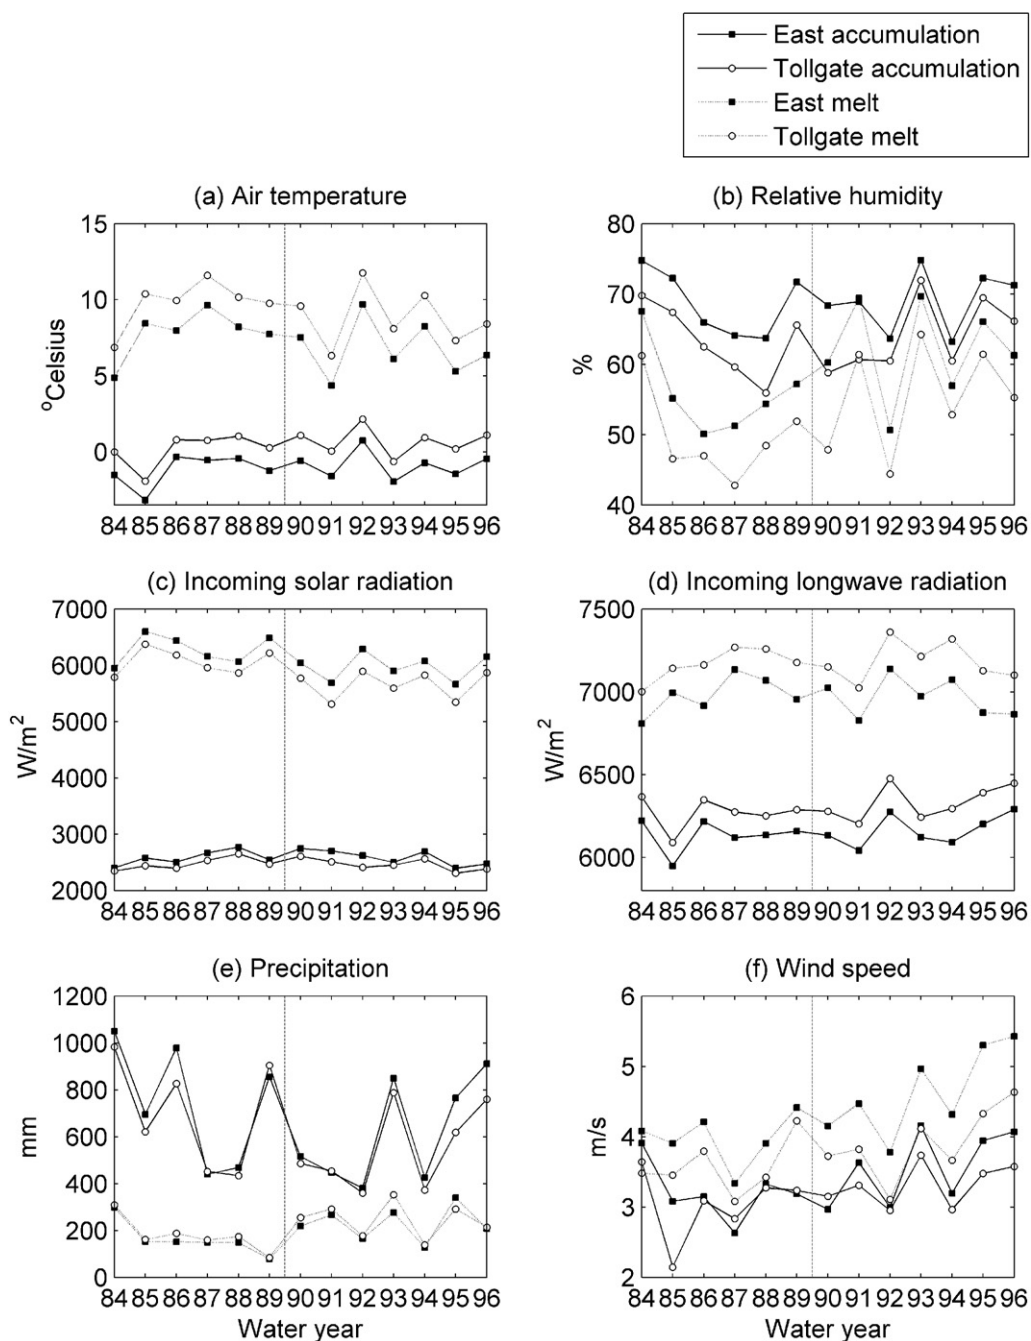 East accumulation
Tollgate accumulation
East melt
Tollgate melt
(a) Air temperature
15
10
5
0
ºCelsius
84 85 86 87 88 89 90 91 92 93 94 95 96
(b) Relative humidity
80
70
60
50
40
%
84 85 86 87 88 89 90 91 92 93 94 95 96
(c) Incoming solar radiation
7000
6000
5000
4000
3000
2000
W/m²
84 85 86 87 88 89 90 91 92 93 94 95 96
(d) Incoming longwave radiation
7500
7000
6500
6000
W/m²
84 85 86 87 88 89 90 91 92 93 94 95 96
(e) Precipitation
1200
1000
800
600
400
200
0
mm
84 85 86 87 88 89 90 91 92 93 94 95 96
Water year
(f) Wind speed
6
5
4
3
2
m/s
84 85 86 87 88 89 90 91 92 93 94 95 96
Water year